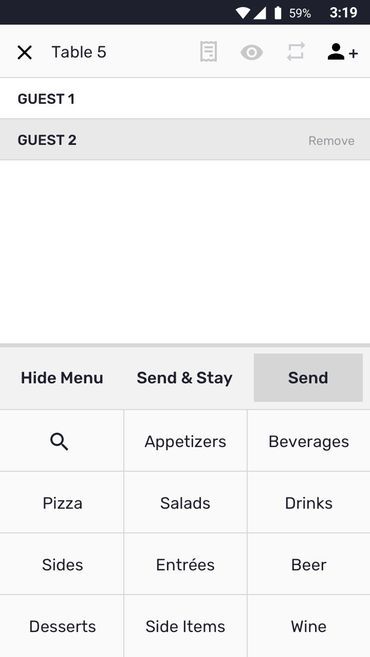 59% 3:19
Table 5
GUEST 1
GUEST 2 Remove
Hide Menu Send & Stay Send
Appetizers Beverages
Pizza Salads Drinks
Sides Entrées Beer
Desserts Side Items Wine